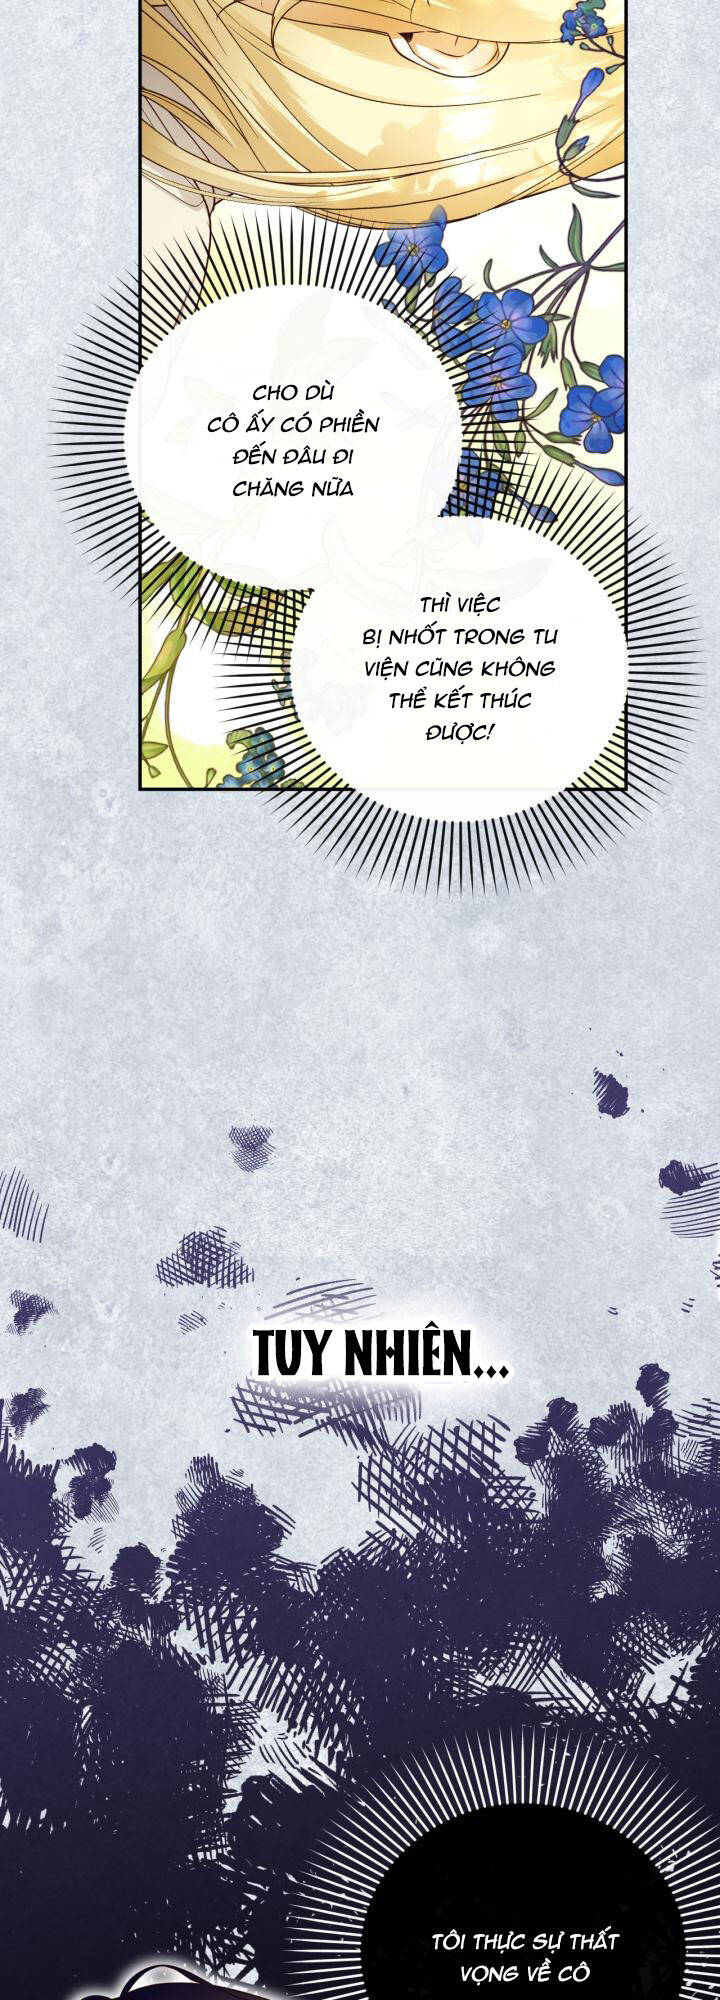 CHO DÙ
CÔ ẤY CÓ PHIỀN
ĐẾN ĐÂU ĐI
CHĂNG NỮA
THÌ VIỆC
BỊ NHỐT TRONG TU
VIỆN CŨNG KHÔNG
THỂ KẾT THÚC
ĐƯỢC!
TUY NHIÊN...
TÔI THỰC SỰ THẤT
VỌNG VỀ CÔ